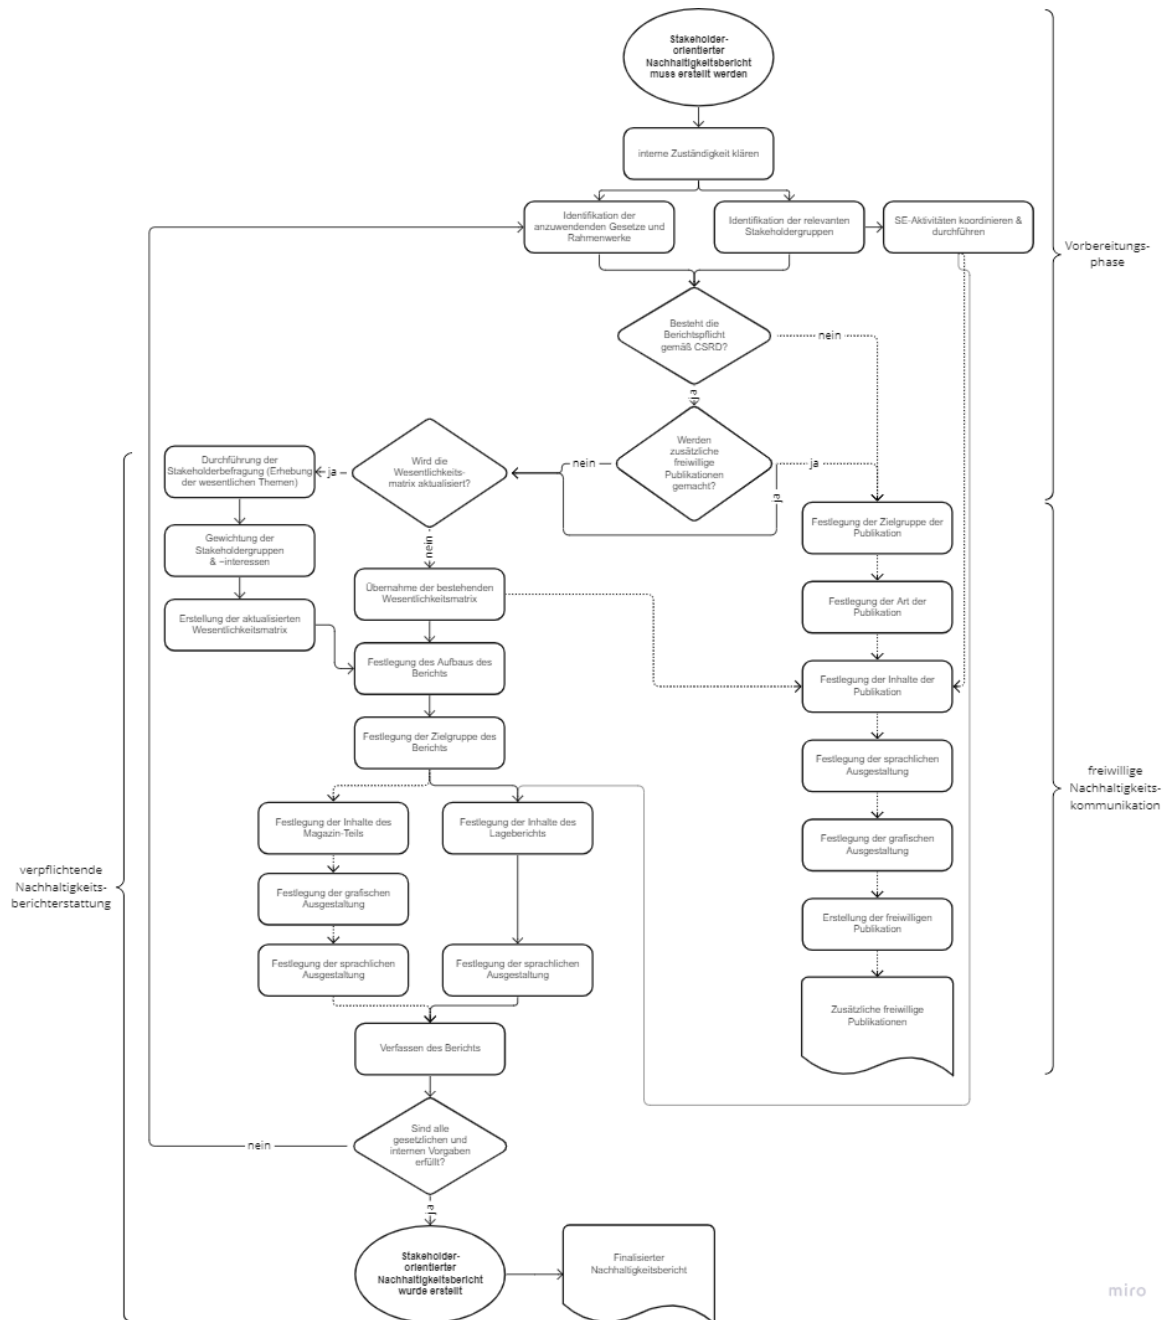 Stakeholder-
orientierter
Nachhaltigkeitsbericht
muss erstellt werden
interne Zuständigkeit klären
Identifikation der
anzuwendenden Gesetze und
Rahmenwerke
Identifikation der relevanten
Stakeholdergruppen
SE-Aktivitäten koordinieren &
durchführen
Vorbereitungs-
phase
Besteht die
Berichtspflicht
gemäß CSRD?
nein
ja
Werden
zusätzliche
freiwillige
Publikationen
gemacht?
nein
ja
ja
Wird die
Wesentlichkeits-
matrix aktualisiert?
ja
nein
Durchführung der
Stakeholderbefragung (Erhebung
der wesentlichen Themen)
Gewichtung der
Stakeholdergruppen
& –interessen
Erstellung der aktualisierten
Wesentlichkeitsmatrix
Übernahme der bestehenden
Wesentlichkeitsmatrix
Festlegung des Aufbaus des
Berichts
Festlegung der Zielgruppe des
Berichts
Festlegung der Inhalte des
Magazin-Teils
Festlegung der Inhalte des
Lageberichts
Festlegung der grafischen
Ausgestaltung
Festlegung der sprachlichen
Ausgestaltung
Festlegung der sprachlichen
Ausgestaltung
Verfassen des Berichts
Sind alle
gesetzlichen und
internen Vorgaben
erfüllt?
nein
ja
Stakeholder-
orientierter
Nachhaltigkeitsbericht
wurde erstellt
Finalisierter
Nachhaltigkeitsbericht
verpflichtende
Nachhaltigkeits-
berichterstattung
Festlegung der Zielgruppe der
Publikation
Festlegung der Art der
Publikation
Festlegung der Inhalte der
Publikation
Festlegung der sprachlichen
Ausgestaltung
Festlegung der grafischen
Ausgestaltung
Erstellung der freiwilligen
Publikation
Zusätzliche freiwillige
Publikationen
freiwillige
Nachhaltigkeits-
kommunikation
miro